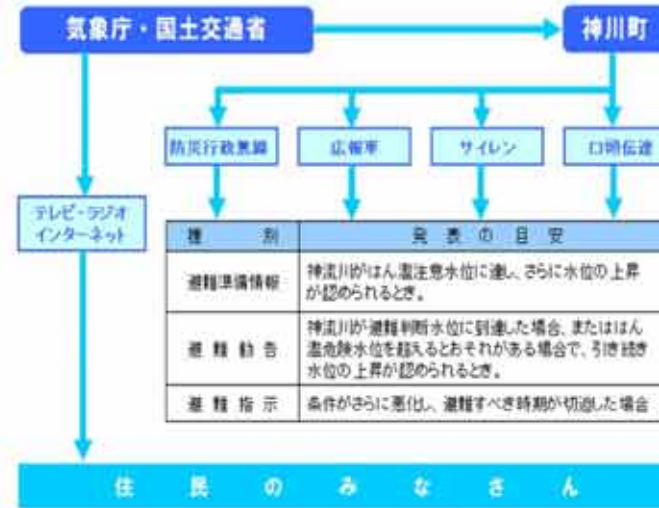 気象庁・国土交通省
神川町
防災行政無線
広報車
サイレン
口頭伝達
テレビ・ラジオ
インターネット
種別
発表の目安
避難準備情報
神流川がはん濫注意水位に達し、さらに水位の上昇
が認められるとき。
避難勧告
神流川が避難判断水位に到達した場合、またははん
濫危険水位を超えるとおそれがある場合で、引き続き
水位の上昇が認められるとき。
避難指示
条件がさらに悪化し、避難すべき時期が切迫した場合
住民のみなさん